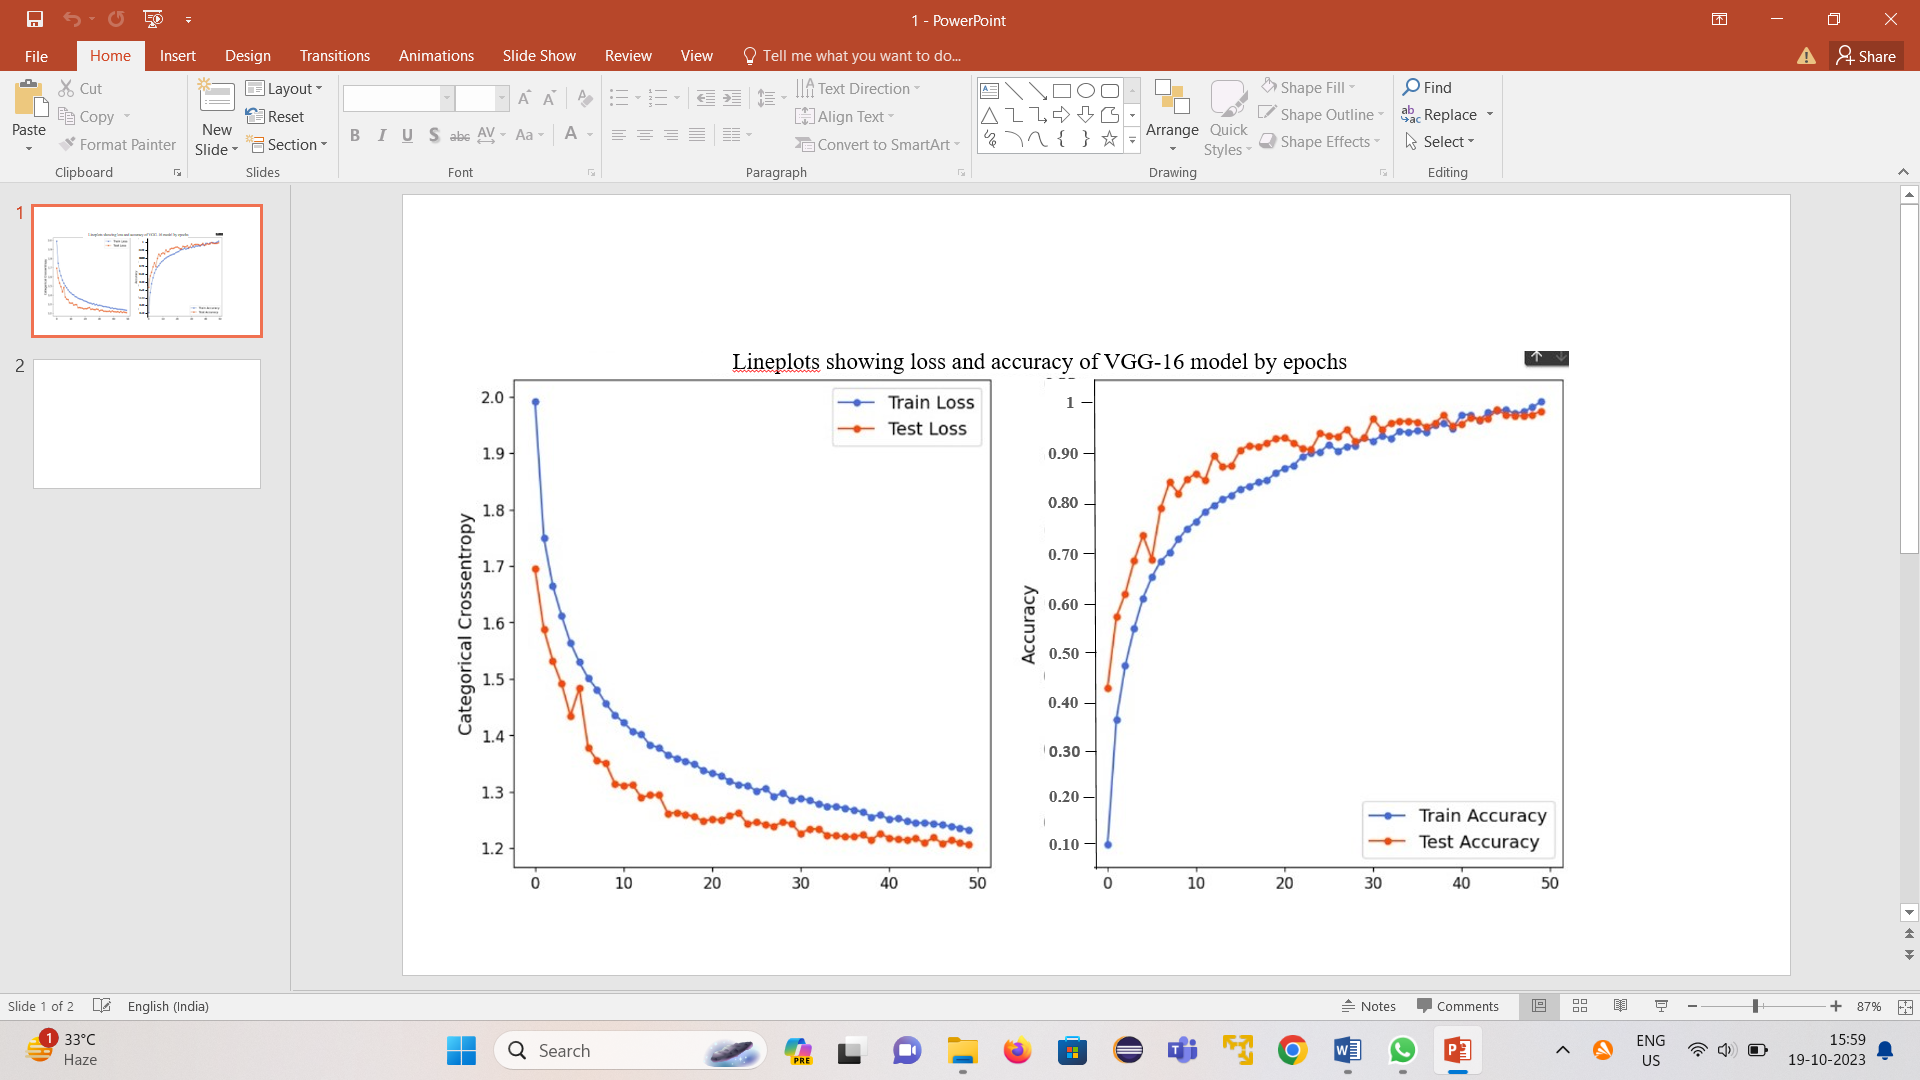 1 - PowerPoint
File Home Insert Design Transitions Animations Slide Show Review View Tell me what you want to do... Share
Paste
Cut
Copy
Format Painter
Clipboard
New Slide
Layout
Reset
Section
Slides
B I U S abc AV Aa A
Font
Text Direction
Align Text
Convert to SmartArt
Paragraph
Arrange
Quick Styles
Shape Fill
Shape Outline
Shape Effects
Drawing
Find
Replace
Select
Editing
1
2
Lineplots showing loss and accuracy of VGG-16 model by epochs
Categorical Crossentropy
2.0
1.9
1.8
1.7
1.6
1.5
1.4
1.3
1.2
0 10 20 30 40 50
Train Loss
Test Loss
Accuracy
1
0.90
0.80
0.70
0.60
0.50
0.40
0.30
0.20
0.10
0 10 20 30 40 50
Train Accuracy
Test Accuracy
Slide 1 of 2 English (India) Notes Comments 87%
1
33°C
Haze
Search
PRE
ENG
US
15:59
19-10-2023